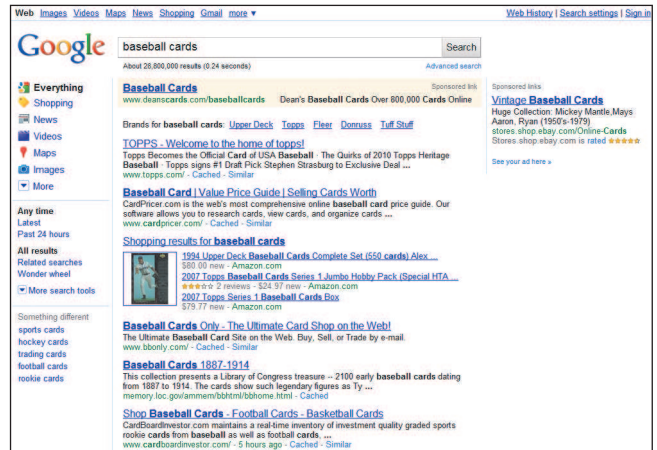 Web Images Videos Maps News Shopping Gmail more ▼
Web History | Search settings | Sign in
Google
baseball cards
Search
About 28,800,000 results (0.24 seconds)
Advanced search
Everything
Shopping
News
Videos
Maps
Images
More
Any time
Latest
Past 24 hours
All results
Related searches
Wonder wheel
More search tools
Something different
sports cards
hockey cards
trading cards
football cards
rookie cards
Baseball Cards
Sponsored link
www.deanscards.com/baseballcards Dean's Baseball Cards Over 800,000 Cards Online
Brands for baseball cards: Upper Deck Topps Fleer Donruss Tuff Stuff
TOPPS - Welcome to the home of topps!
Topps Becomes the Official Card of USA Baseball · The Quirks of 2010 Topps Heritage
Baseball · Topps signs #1 Draft Pick Stephen Strasburg to Exclusive Deal ...
www.topps.com/ - Cached - Similar
Baseball Card | Value Price Guide | Selling Cards Worth
CardPricer.com is the web's most comprehensive online baseball card price guide. Our
software allows you to research cards, view cards, and organize cards ...
www.cardpricer.com/ - Cached - Similar
Shopping results for baseball cards
1994 Upper Deck Baseball Cards Complete Set (550 cards) Alex ...
$80.00 new - Amazon.com
2007 Topps Baseball Cards Series 1 Jumbo Hobby Pack (Special HTA ...
2 reviews - $24.97 new - Amazon.com
2007 Topps Series 1 Baseball Cards Box
$79.77 new - Amazon.com
Baseball Cards Only - The Ultimate Card Shop on the Web!
The Ultimate Baseball Card Site on the Web. Buy, Sell, or Trade by e-mail.
www.bbonly.com/ - Cached - Similar
Baseball Cards 1887-1914
This collection presents a Library of Congress treasure -- 2100 early baseball cards dating
from 1887 to 1914. The cards show such legendary figures as Ty ...
memory.loc.gov/ammem/bbhtml/bbhome.html - Cached
Shop Baseball Cards - Football Cards - Basketball Cards
CardBoardInvestor.com maintains a real-time inventory of investment quality graded sports
rookie cards from baseball as well as football cards, ...
www.cardboardinvestor.com/ - 5 hours ago - Cached - Similar
Sponsored links
Vintage Baseball Cards
Huge Collection: Mickey Mantle,Mays
Aaron, Ryan (1950's-1979)
stores.shop.ebay.com/Online-Cards
Stores.shop.ebay.com is rated
See your ad here »